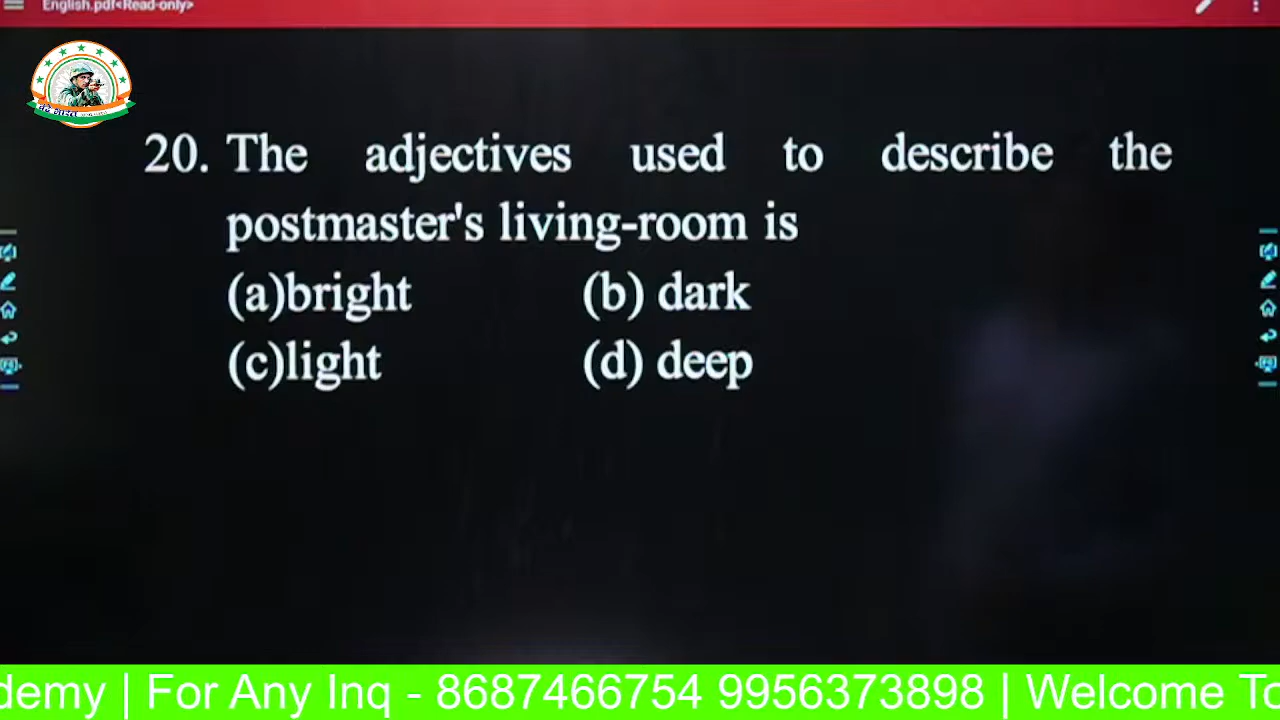 English.pdf<Read-only>
20. The adjectives used to describe the
postmaster's living-room is
(a)bright (b) dark
(c)light (d) deep
demy | For Any Inq - 8687466754 9956373898 | Welcome To